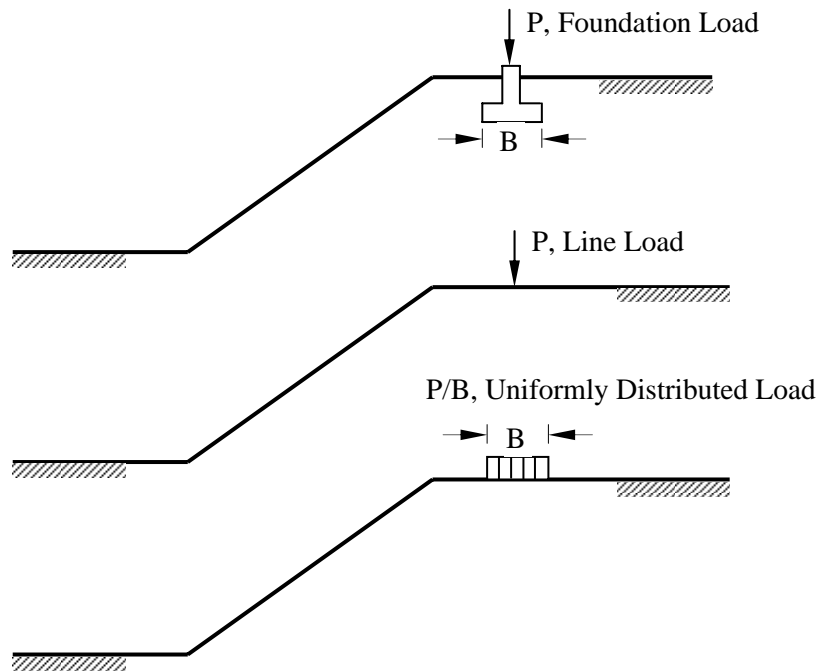 P, Foundation Load
B
P, Line Load
P/B, Uniformly Distributed Load
B